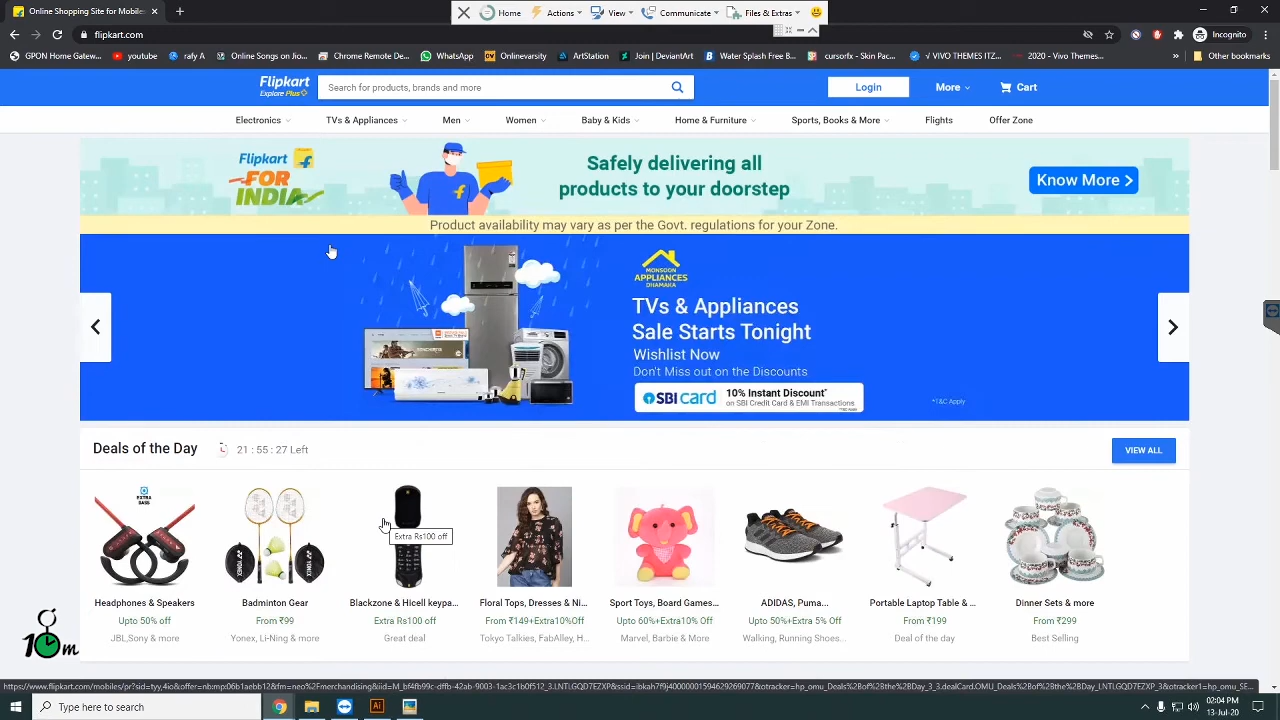 Online Shopping Site for Mobiles
Home
Actions
View
Communicate
Files & Extras
Incognito
GPON Home Gatew...
youtube
rafy A
Online Songs - Stor...
Chrome Remote De...
WhatsApp
Onlinevarsity
ArtStation
Join | DeviantArt
Water Splash Free B...
cursorfx - Skin Pac...
√ VIVO THEMES ITZ...
2020 - Vivo Themes...
Other bookmarks
Flipkart
Explore Plus
Search for products, brands and more
Login
More
Cart
Electronics
TVs & Appliances
Men
Women
Baby & Kids
Home & Furniture
Sports, Books & More
Flights
Offer Zone
Flipkart
FOR
INDIA
Safely delivering all
products to your doorstep
Know More
Product availability may vary as per the Govt. regulations for your Zone.
MONSOON
APPLIANCES
DHAMAKA
TVs & Appliances
Sale Starts Tonight
Wishlist Now
Don't Miss out on the Discounts
SBI card
10% Instant Discount*
on SBI Credit Card & EMI Transactions
*T&C Apply
*T&C Apply
Deals of the Day
21 : 55 : 27 Left
VIEW ALL
EXTRA
BASS
Extra Rs100 off
Headphones & Speakers
Badminton Gear
Blackzone & Hicell keypa...
Floral Tops, Dresses & Ni...
Sport Toys, Board Games...
ADIDAS, Puma...
Portable Laptop Table & ...
Dinner Sets & more
Upto 50% off
From ₹99
Extra Rs100 off
From ₹149+Extra10%Off
Upto 60%+Extra10% Off
Upto 50%+Extra 5% Off
From ₹199
From ₹299
JBL,Sony & more
Yonex, Li-Ning & more
Great deal
Tokyo Talkies, FabAlley, H...
Marvel, Barbie & More
Walking, Running Shoes...
Deal of the day
Best Selling
10m
Type here to search
02:04 PM
13-Jul-20